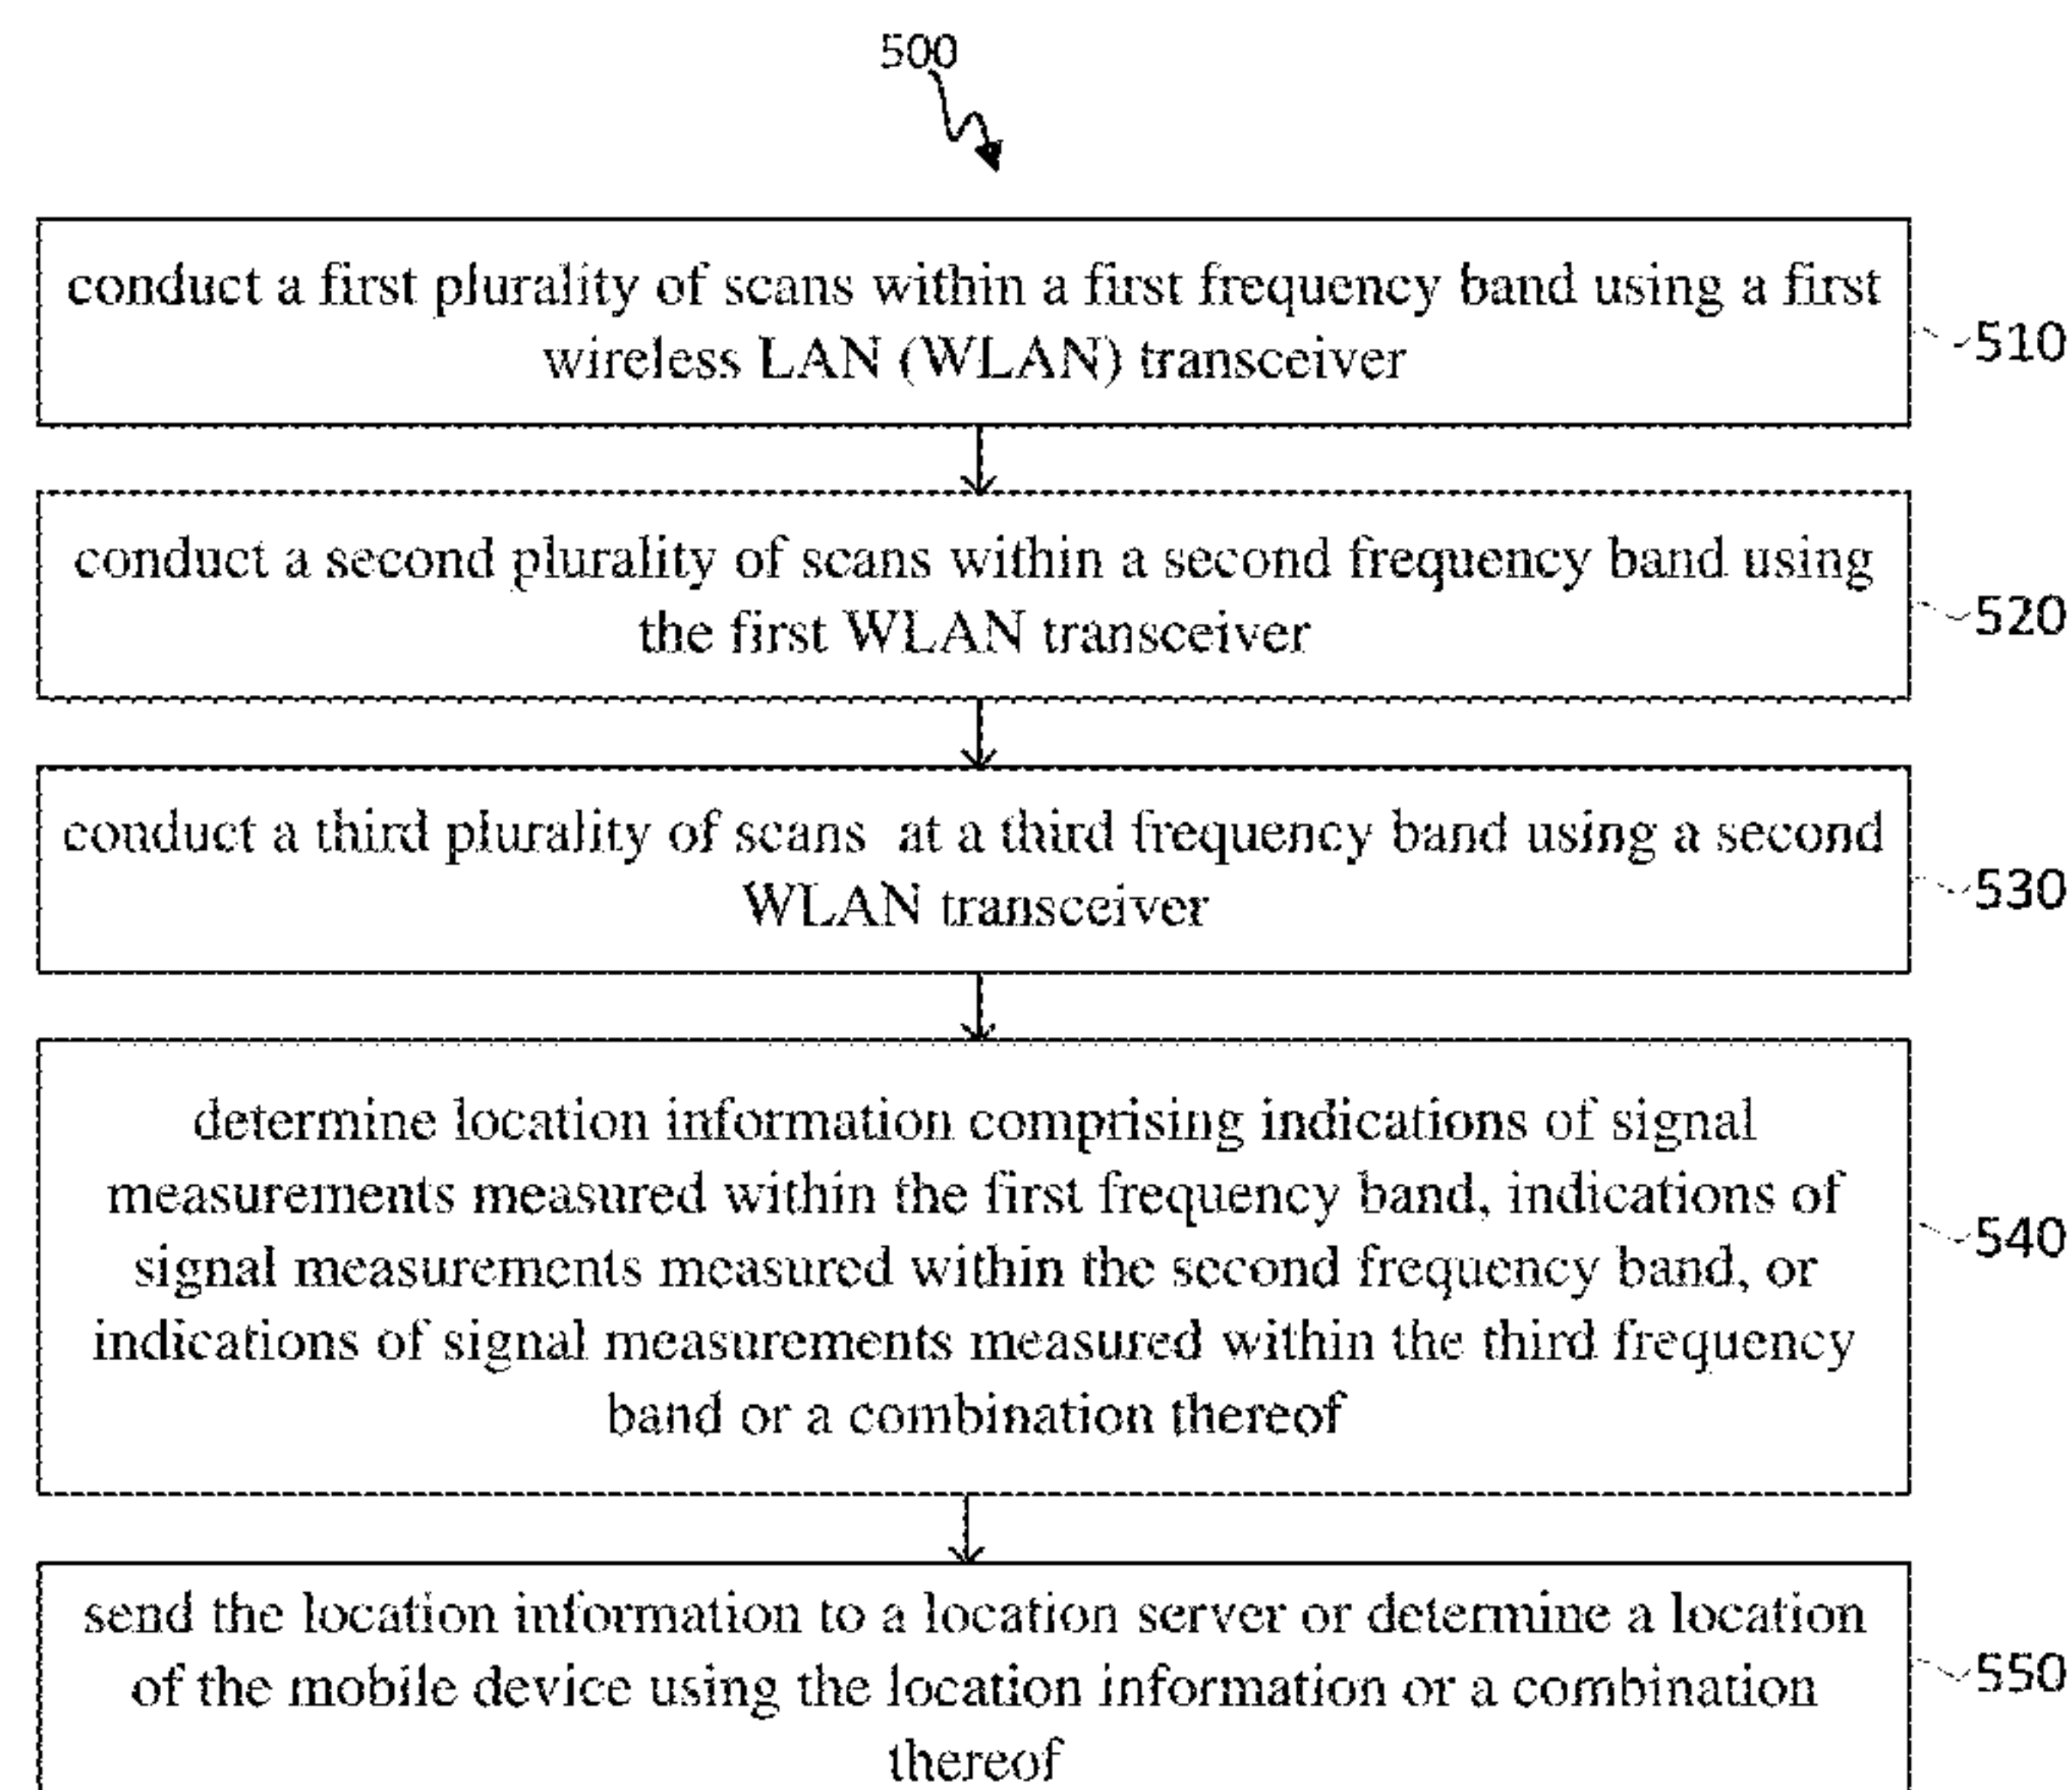 500
conduct a first plurality of scans within a first frequency band using a first
wireless LAN (WLAN) transceiver
510
conduct a second plurality of scans within a second frequency band using
the first WLAN transceiver
520
conduct a third plurality of scans at a third frequency band using a second
WLAN transceiver
530
determine location information comprising indications of signal
measurements measured within the first frequency band, indications of
signal measurements measured within the second frequency band, or
indications of signal measurements measured within the third frequency
band or a combination thereof
540
send the location information to a location server or determine a location
of the mobile device using the location information or a combination
thereof
550